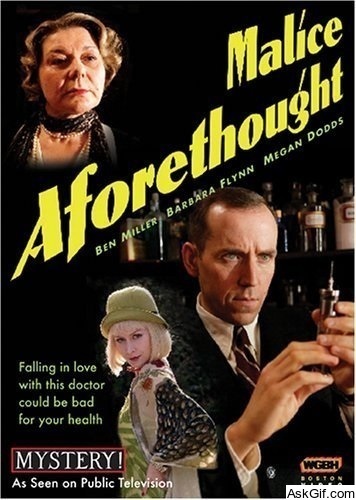 Malice
Aforethought
BEN MILLER BARBARA FLYNN MEGAN DODDS
Falling in love
with this doctor
could be bad
for your health
MYSTERY!
As Seen on Public Television
WGBH
BOSTON
VIDEO
AskGif.com